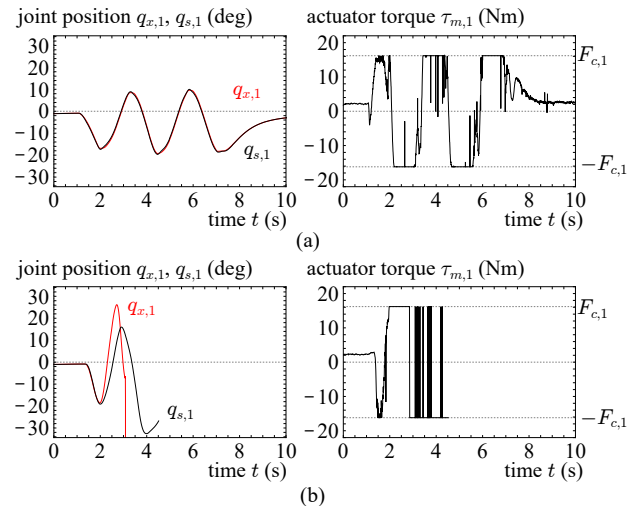 joint position q_{x,1}, q_{s,1} (deg)
actuator torque τ_{m,1} (Nm)
30
20
10
0
−10
−20
−30
q_{x,1}
q_{s,1}
0 2 4 6 8 10
time t (s)
20
10
0
−10
−20
F_{c,1}
−F_{c,1}
0 2 4 6 8 10
time t (s)
(a)
joint position q_{x,1}, q_{s,1} (deg)
actuator torque τ_{m,1} (Nm)
30
20
10
0
−10
−20
−30
q_{x,1}
q_{s,1}
0 2 4 6 8 10
time t (s)
20
10
0
−10
−20
F_{c,1}
−F_{c,1}
0 2 4 6 8 10
time t (s)
(b)